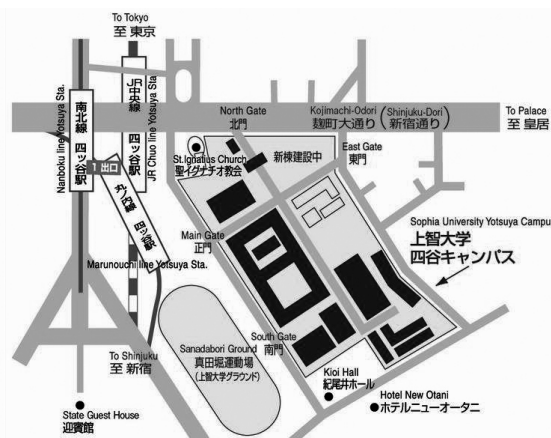 To Tokyo
至 東京
Nanboku line Yotsuya Sta.
南北線 四ッ谷駅
JR中央線 四ッ谷駅
JR Chuo line Yotsuya Sta.
North Gate
北門
Kojimachi-Odori
麹町大通り
(Shinjuku-Dori)
(新宿通り)
To Palace
至 皇居
1 出口
St.Ignatius Church
聖イグナチオ教会
新棟建設中
East Gate
東門
丸ノ内線 四ッ谷駅
Marunouchi line Yotsuya Sta.
Main Gate
正門
Sophia University Yotsuya Campu
上智大学
四谷キャンパス
To Shinjuku
至 新宿
Sanadabori Ground
真田堀運動場
(上智大学グラウンド)
South Gate
南門
Kioi Hall
紀尾井ホール
State Guest House
迎賓館
Hotel New Otani
ホテルニューオータニ